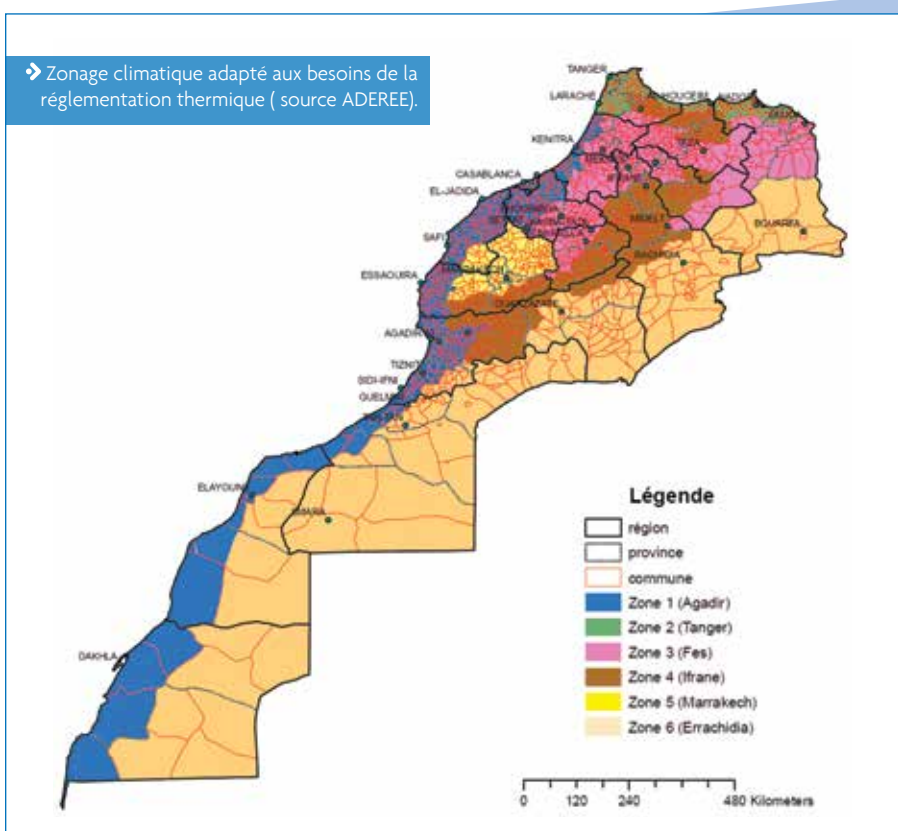 Zonage climatique adapté aux besoins de la
réglementation thermique ( source ADEREE).
TANGER
LARACHE
KENITRA
CASABLANCA
EL-JADIDA
SAFI
ESSAOUIRA
MIDELT
BOUARFA
RACHIDIA
OUARZAZATE
AGADIR
TIZNIT
SIDI-IFNI
ELAYOUN
SMARA
DAKHLA
Légende
région
province
commune
Zone 1 (Agadir)
Zone 2 (Tanger)
Zone 3 (Fes)
Zone 4 (Ifrane)
Zone 5 (Marrakech)
Zone 6 (Errachidia)
0 120 240 480 Kilometers